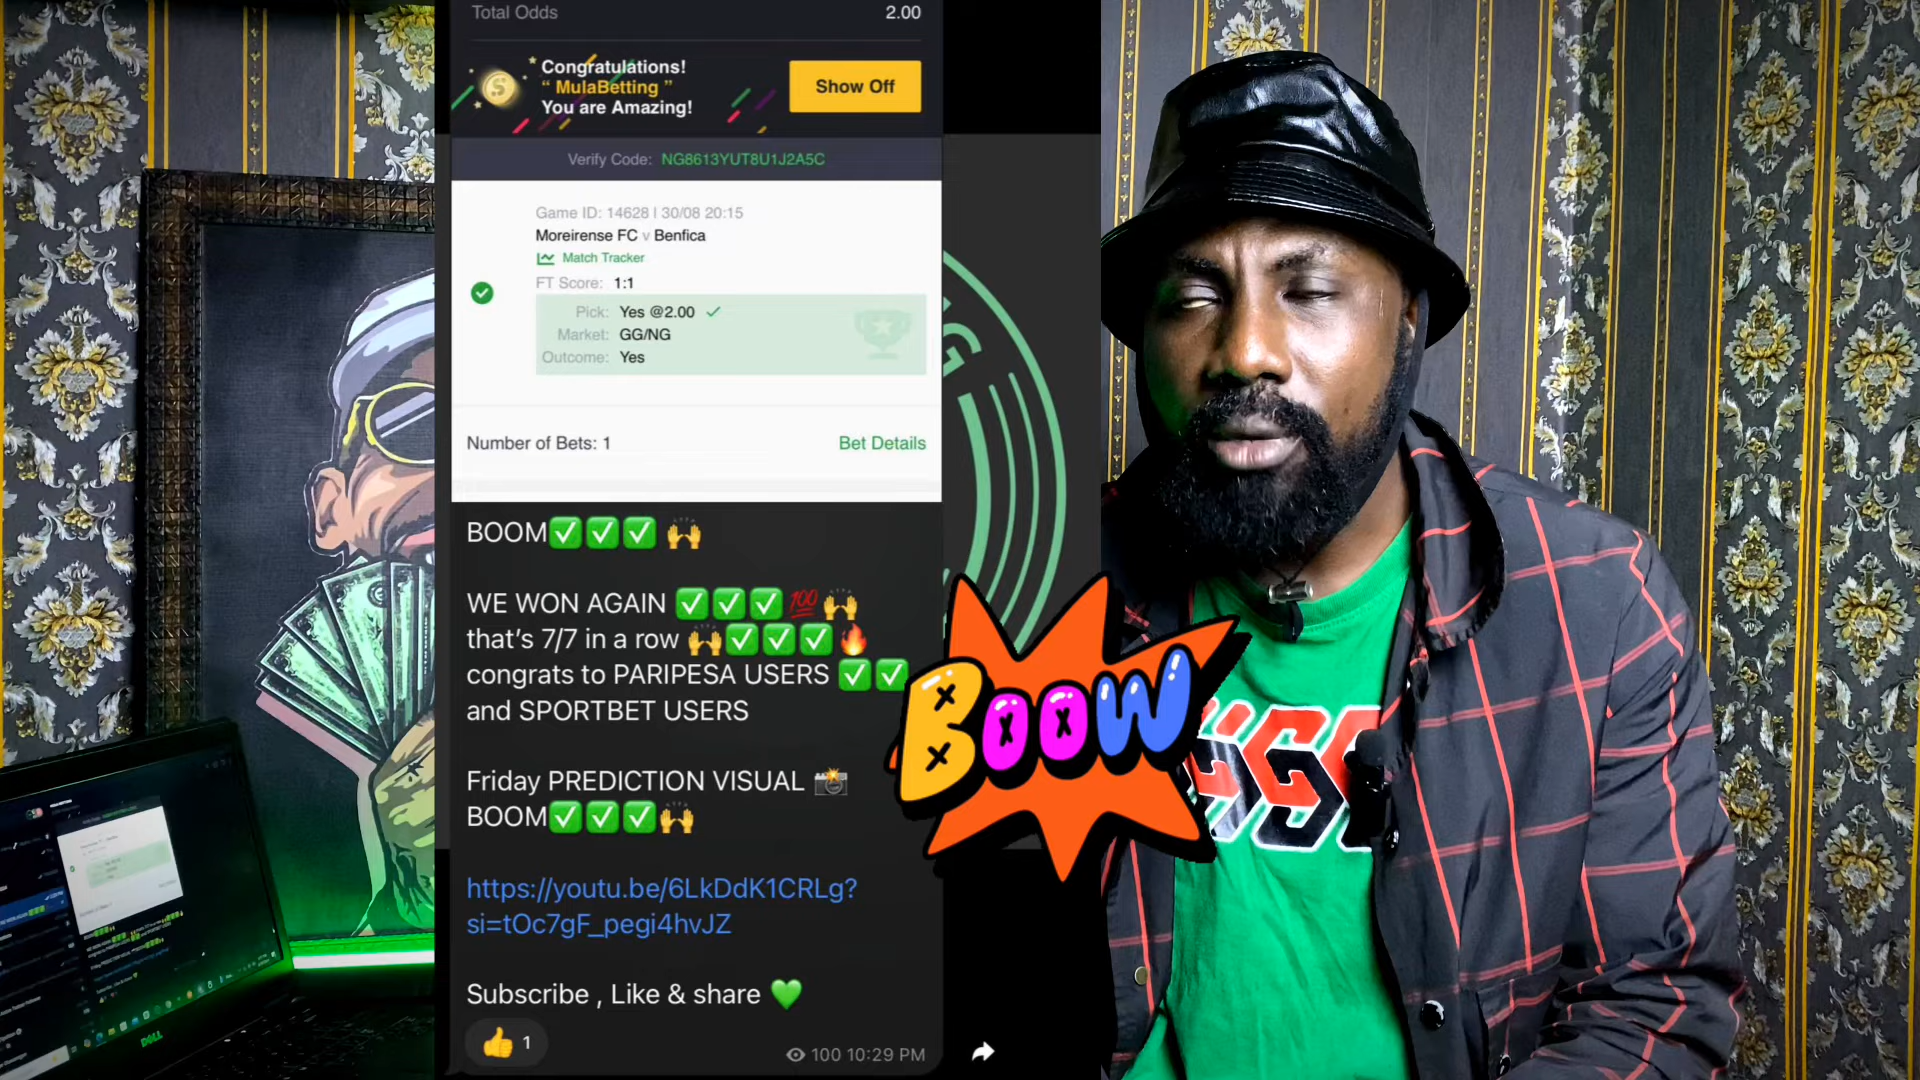 Total Odds 2.00
Congratulations!
“ MulaBetting ”
You are Amazing!
Show Off
Verify Code: NG8613YUT8U1J2A5C
Game ID: 14628 | 30/08 20:15
Moreirense FC v Benfica
Match Tracker
FT Score: 1:1
Pick: Yes @2.00
Market: GG/NG
Outcome: Yes
Number of Bets: 1 Bet Details
BOOM✅✅✅ 🙌
WE WON AGAIN ✅✅✅💯🙌
that’s 7/7 in a row 🙌✅✅✅🔥
congrats to PARIPESA USERS ✅✅
and SPORTBET USERS
Friday PREDICTION VISUAL 📸
BOOM✅✅✅🙌
https://youtu.be/6LkDdK1CRLg?
si=tOc7gF_pegi4hvJZ
Subscribe , Like & share 💚
👍 1
100 10:29 PM
BOOM
DELL